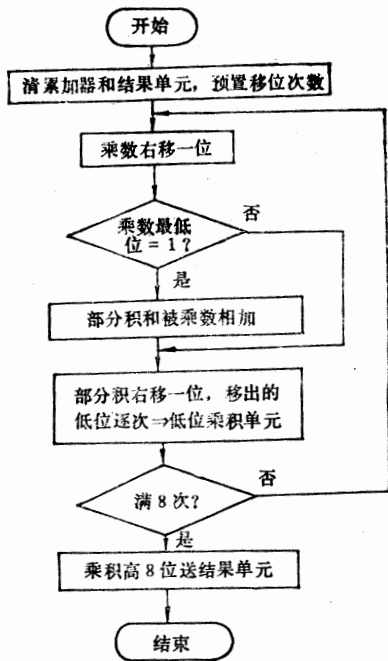 开始
清累加器和结果单元，预置移位次数
乘数右移一位
乘数最低
位=1？
否
是
部分积和被乘数相加
部分积右移一位，移出的
低位逐次⇒低位乘积单元
满8次？
否
是
乘积高8位送结果单元
结束